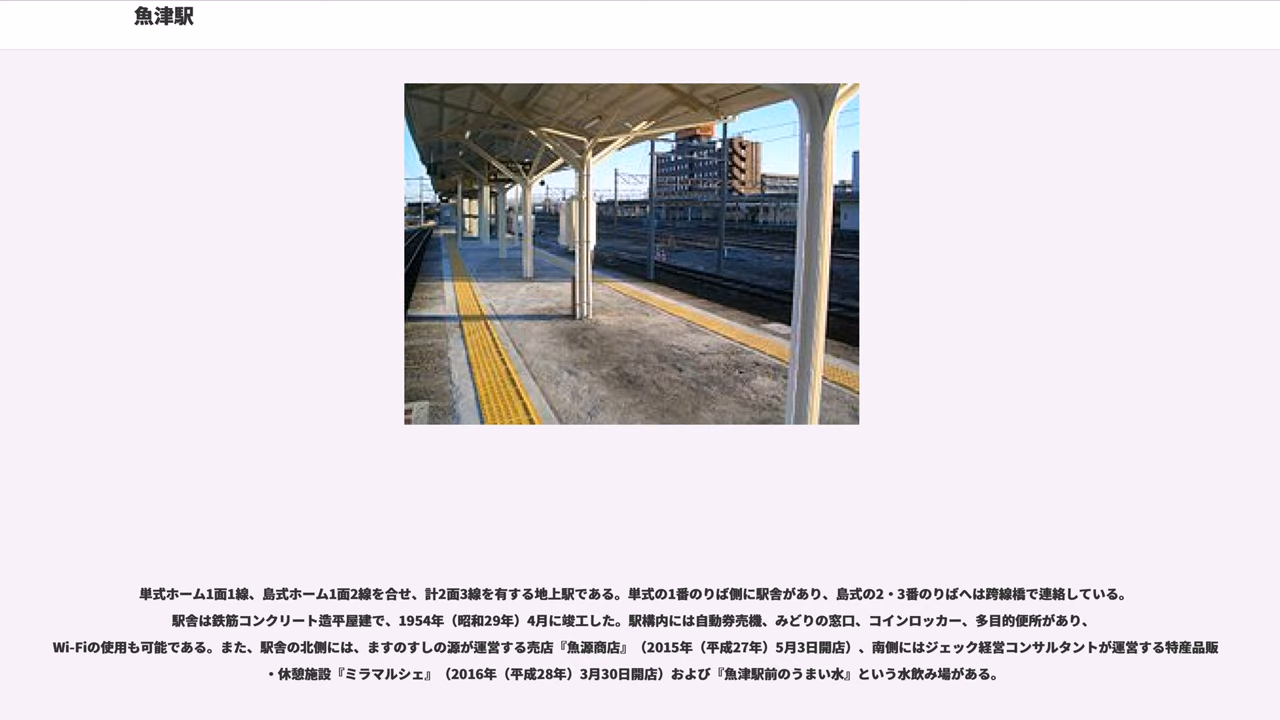 魚津駅
単式ホーム1面1線、島式ホーム1面2線を合せ、計2面3線を有する地上駅である。単式の1番のりば側に駅舎があり、島式の2・3番のりばへは跨線橋で連絡している。
駅舎は鉄筋コンクリート造平屋建で、1954年（昭和29年）4月に竣工した。駅構内には自動券売機、みどりの窓口、コインロッカー、多目的便所があり、
Wi-Fiの使用も可能である。また、駅舎の北側には、ますのすしの源が運営する売店『魚源商店』（2015年（平成27年）5月3日開店）、南側にはジェック経営コンサルタントが運営する特産品販
・休憩施設『ミラマルシェ』（2016年（平成28年）3月30日開店）および『魚津駅前のうまい水』という水飲み場がある。